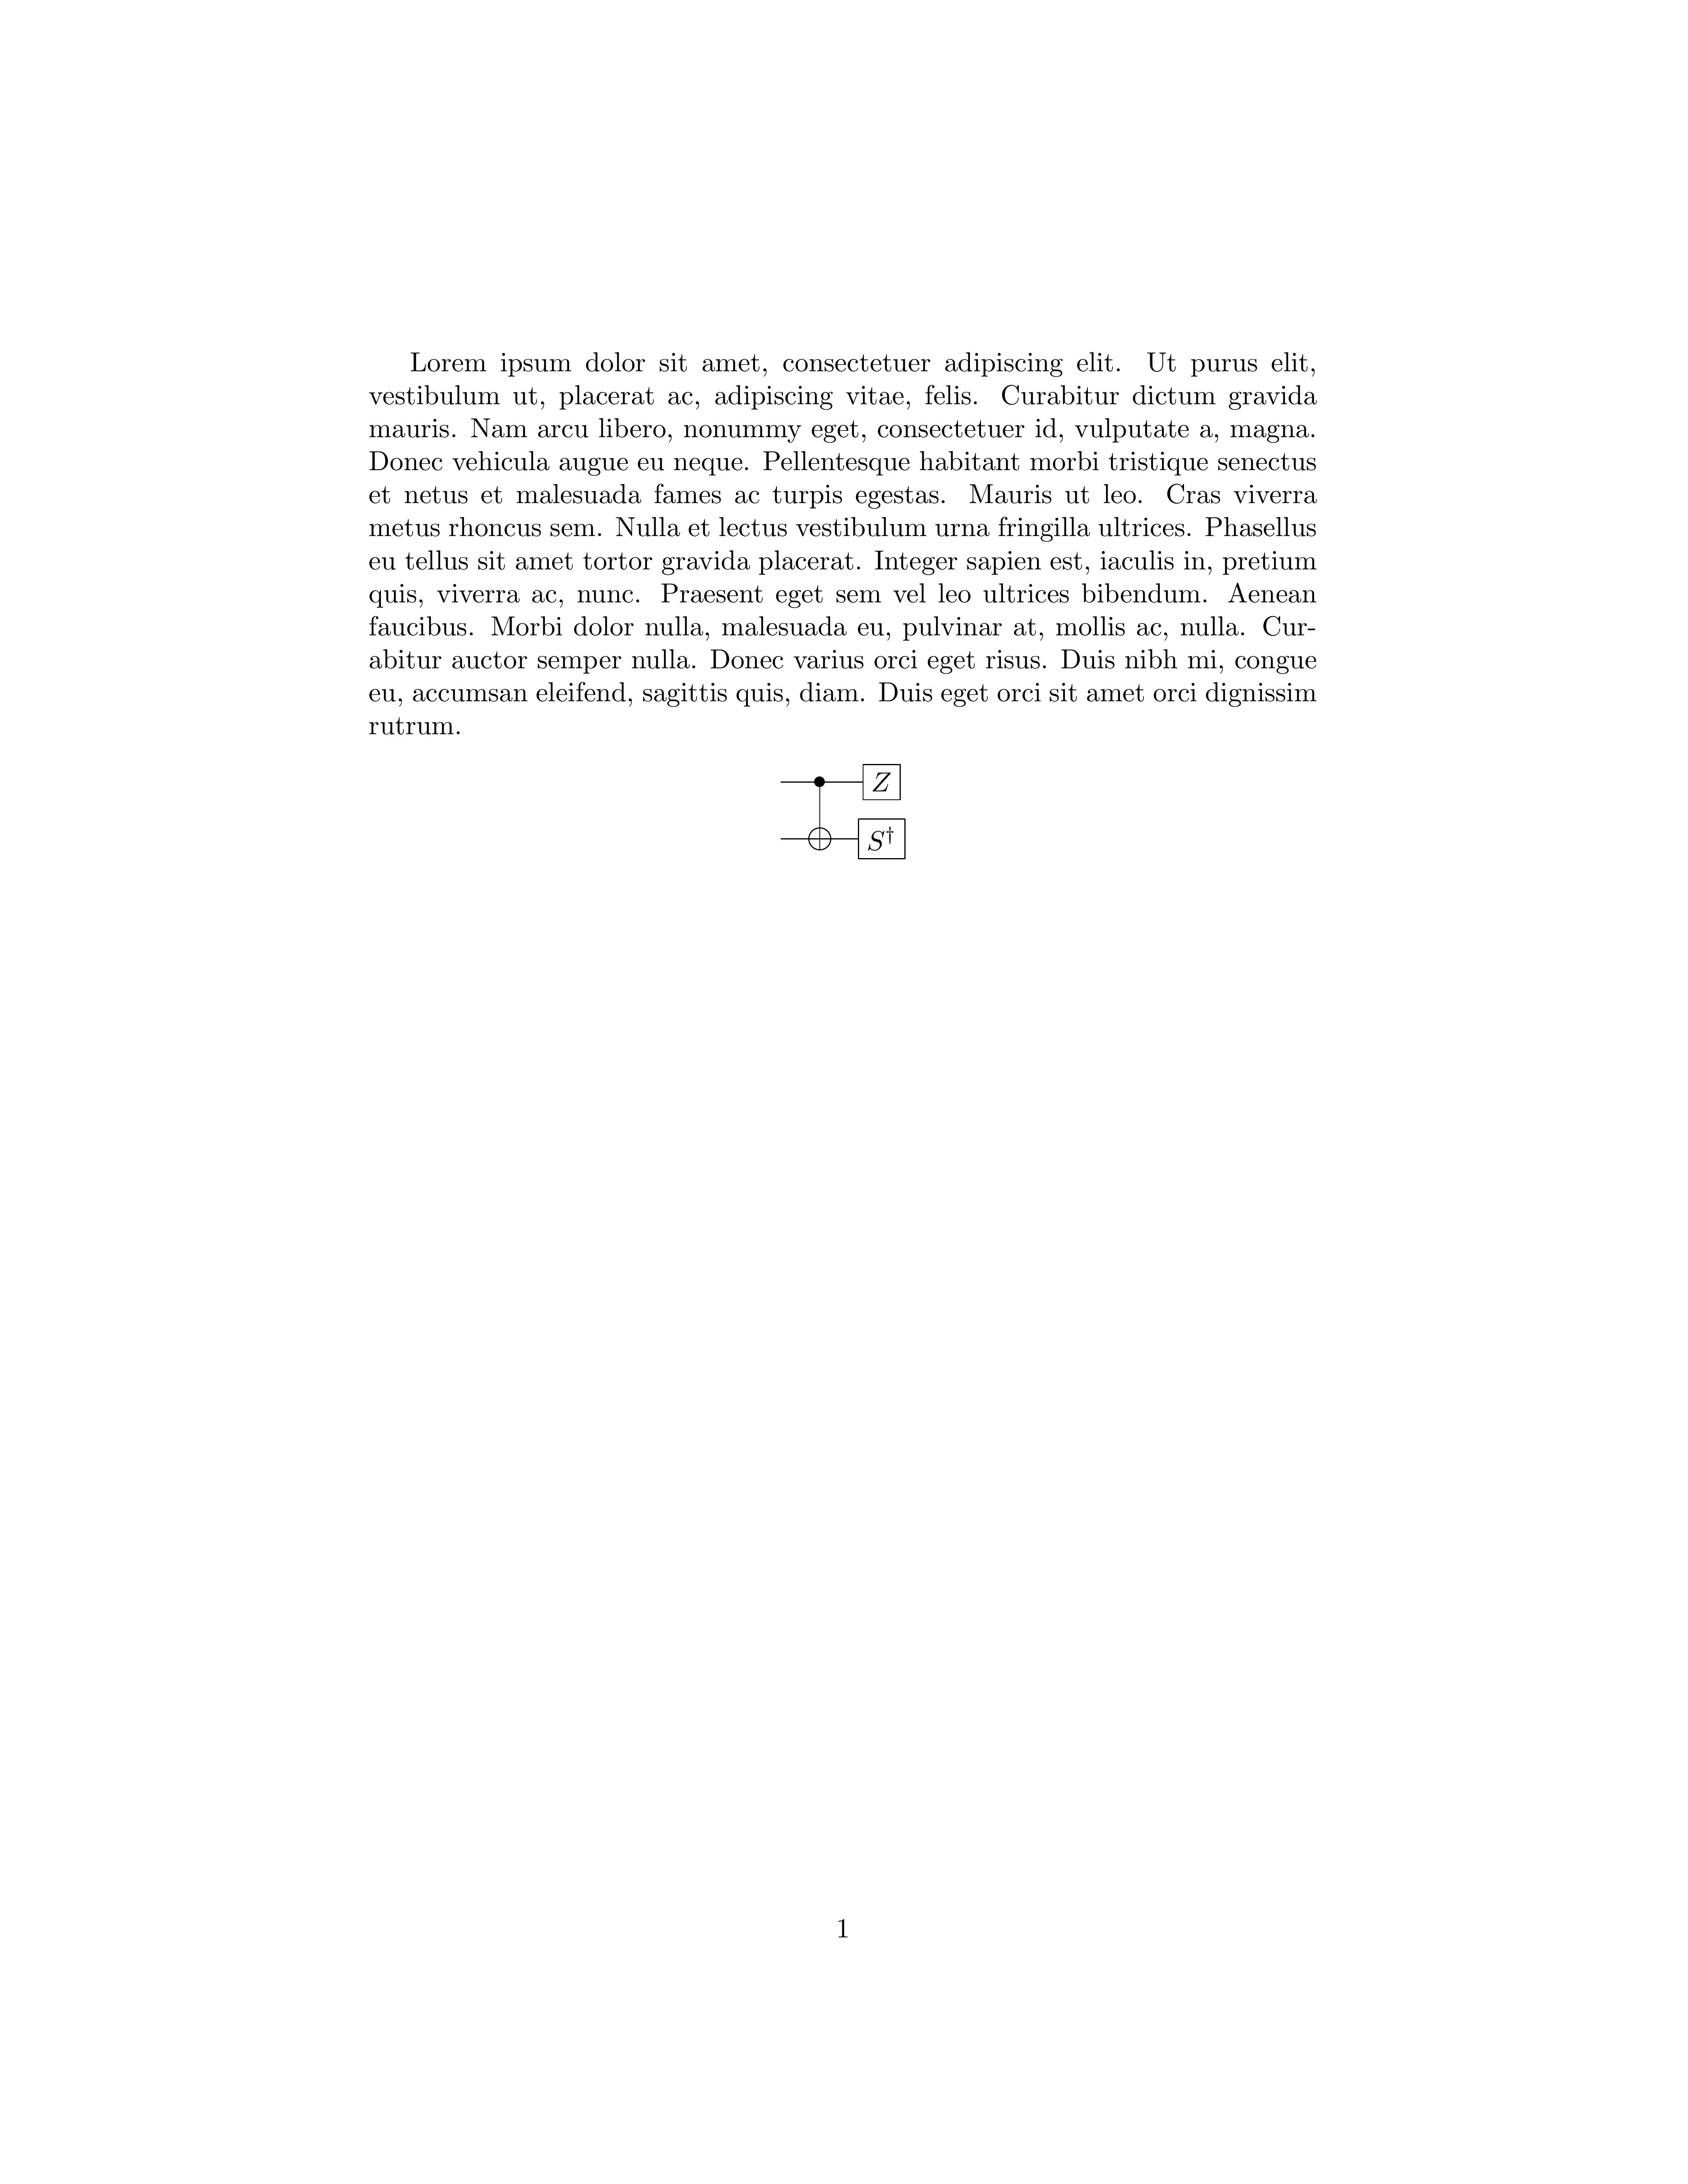 Lorem ipsum dolor sit amet, consectetuer adipiscing elit. Ut purus elit,
vestibulum ut, placerat ac, adipiscing vitae, felis. Curabitur dictum gravida
mauris. Nam arcu libero, nonummy eget, consectetuer id, vulputate a, magna.
Donec vehicula augue eu neque. Pellentesque habitant morbi tristique senectus
et netus et malesuada fames ac turpis egestas. Mauris ut leo. Cras viverra
metus rhoncus sem. Nulla et lectus vestibulum urna fringilla ultrices. Phasellus
eu tellus sit amet tortor gravida placerat. Integer sapien est, iaculis in, pretium
quis, viverra ac, nunc. Praesent eget sem vel leo ultrices bibendum. Aenean
faucibus. Morbi dolor nulla, malesuada eu, pulvinar at, mollis ac, nulla. Cur-
abitur auctor semper nulla. Donec varius orci eget risus. Duis nibh mi, congue
eu, accumsan eleifend, sagittis quis, diam. Duis eget orci sit amet orci dignissim
rutrum.
Z
S†
1